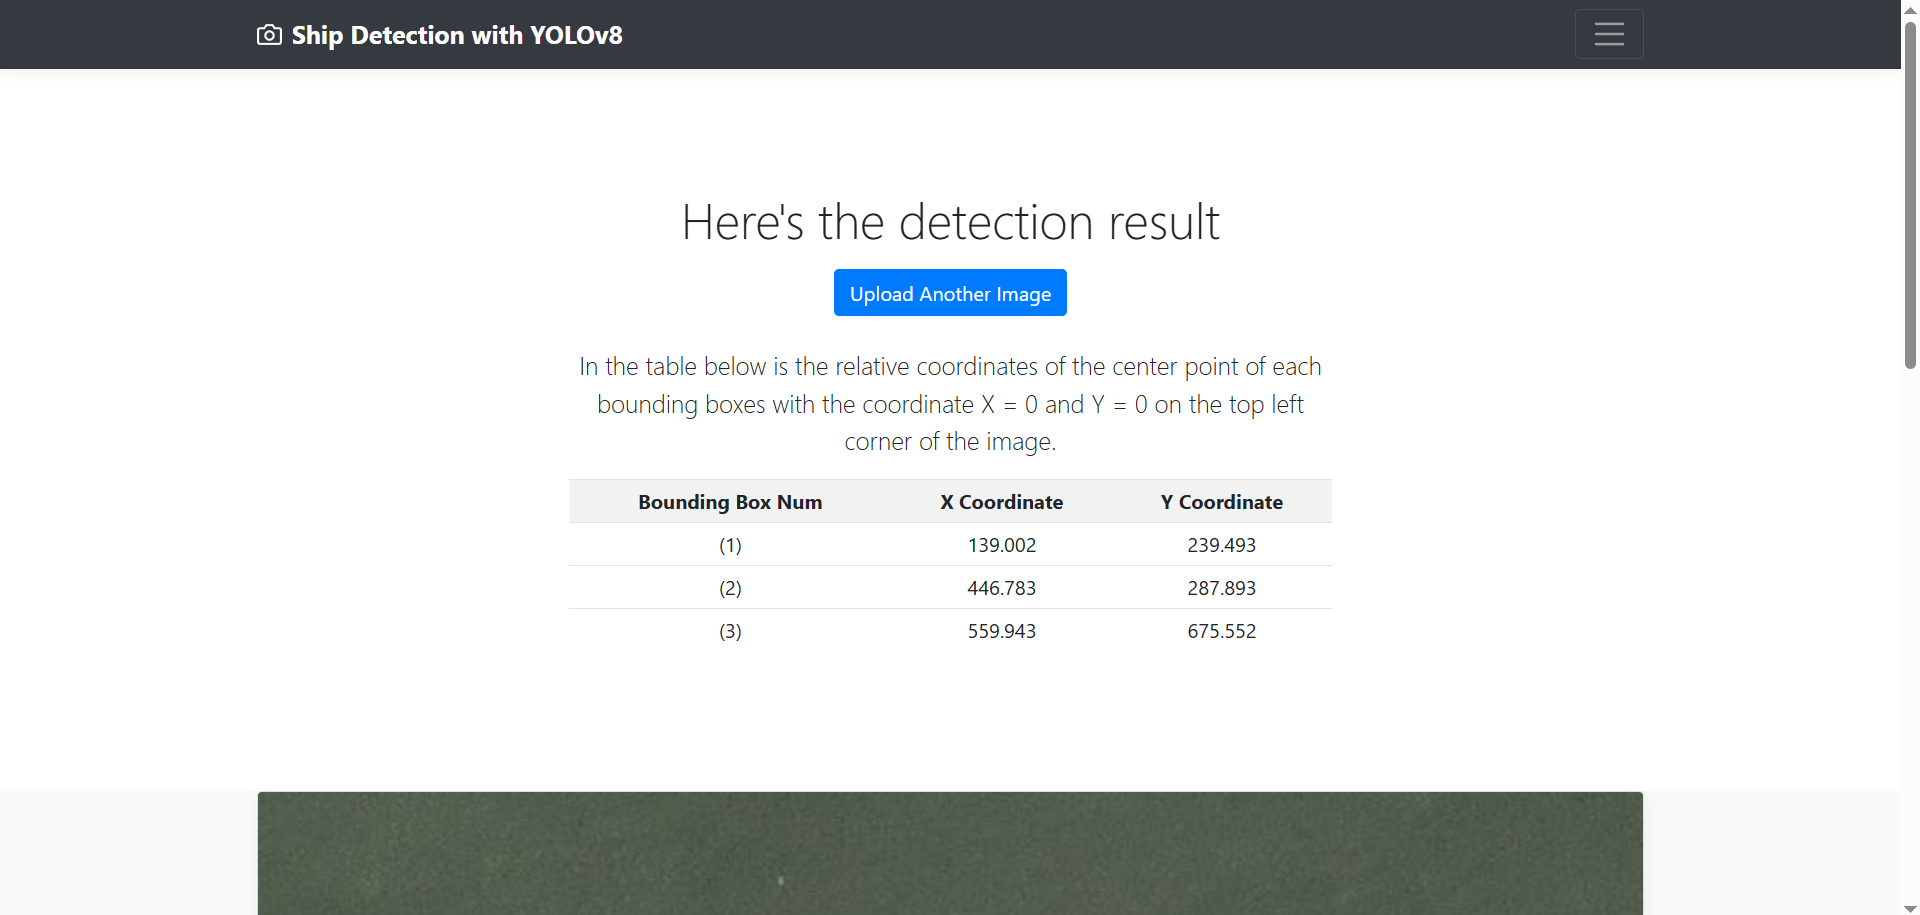 Ship Detection with YOLOv8
Here's the detection result
Upload Another Image
In the table below is the relative coordinates of the center point of each
bounding boxes with the coordinate X = 0 and Y = 0 on the top left
corner of the image.
Bounding Box Num X Coordinate Y Coordinate
(1) 139.002 239.493
(2) 446.783 287.893
(3) 559.943 675.552